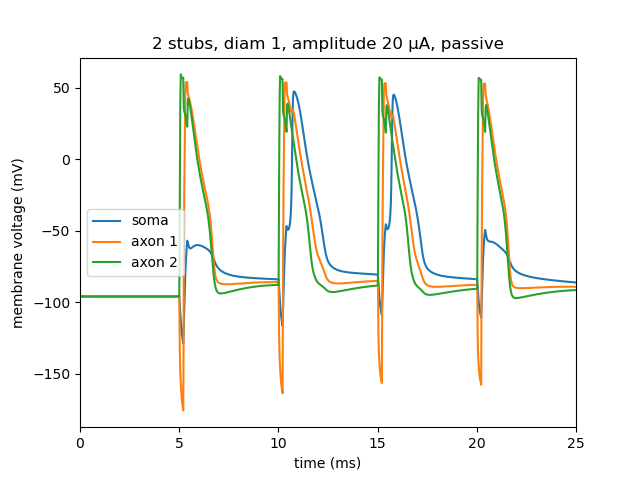 2 stubs, diam 1, amplitude 20 μA, passive
50
0
−50
−100
−150
membrane voltage (mV)
soma
axon 1
axon 2
0 5 10 15 20 25
time (ms)